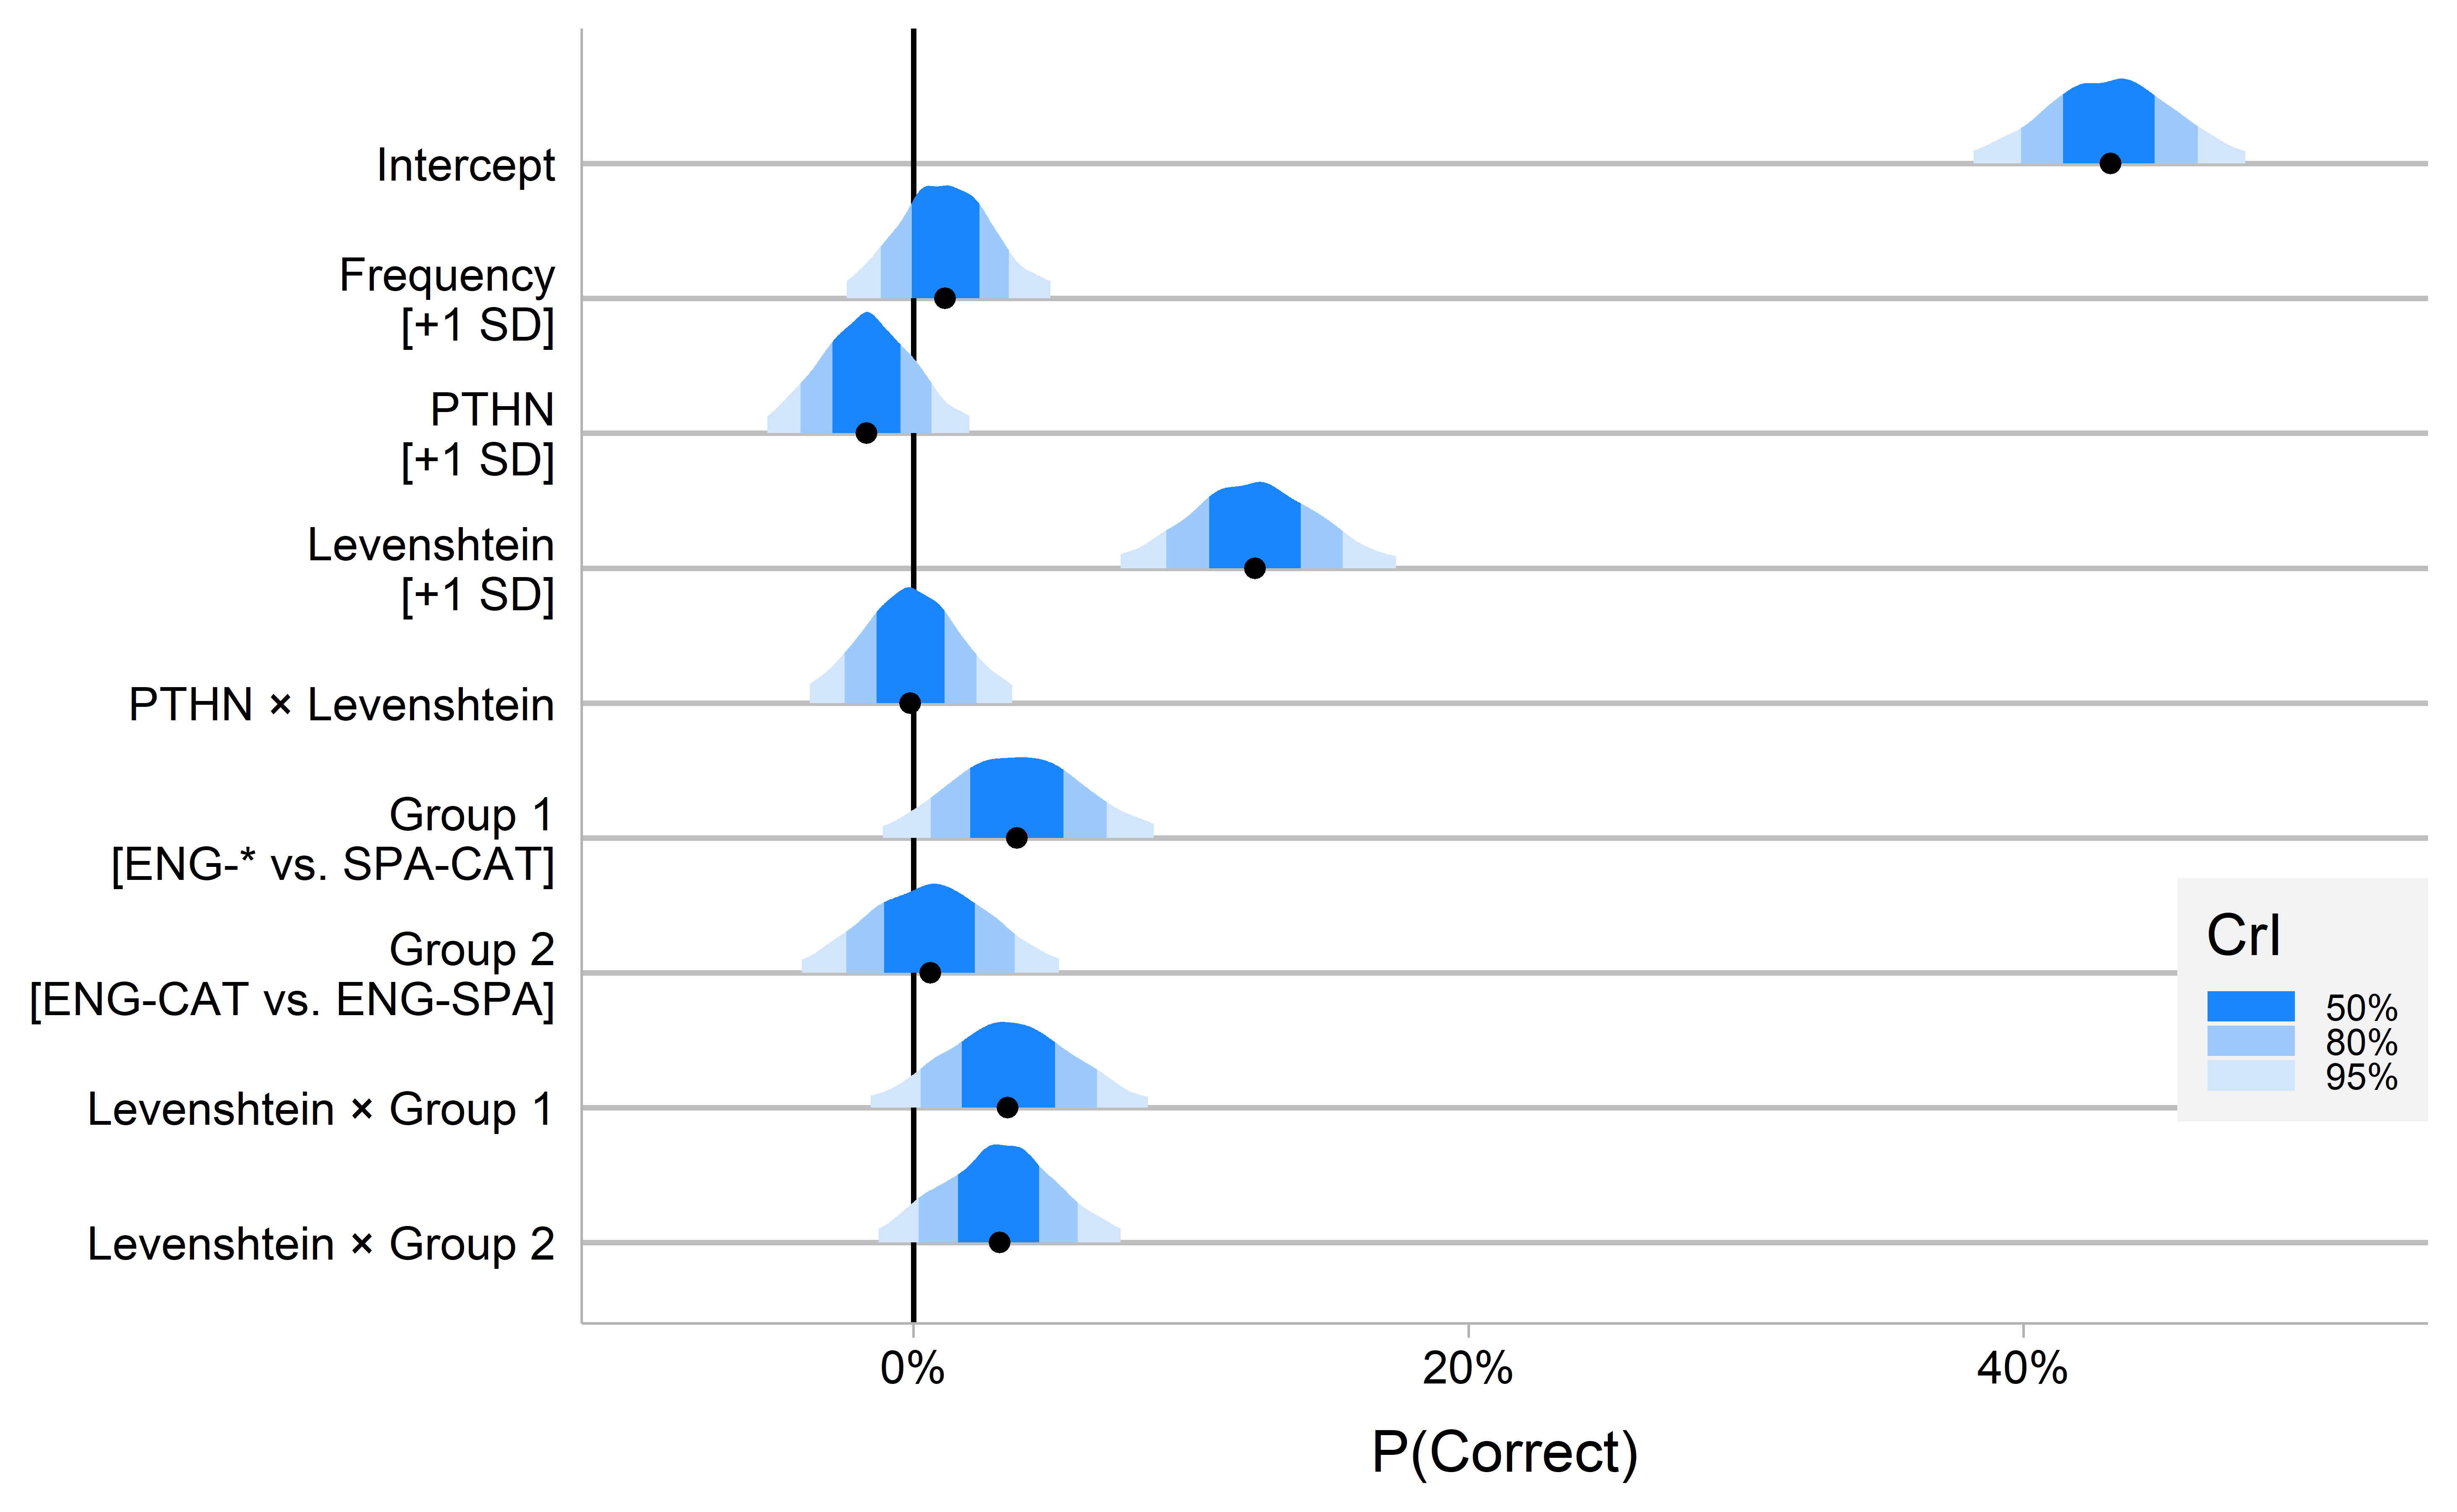 Intercept
Frequency
[+1 SD]
PTHN
[+1 SD]
Levenshtein
[+1 SD]
PTHN × Levenshtein
Group 1
[ENG-* vs. SPA-CAT]
Group 2
[ENG-CAT vs. ENG-SPA]
Levenshtein × Group 1
Levenshtein × Group 2
CrI
50%
80%
95%
0%
20%
40%
P(Correct)